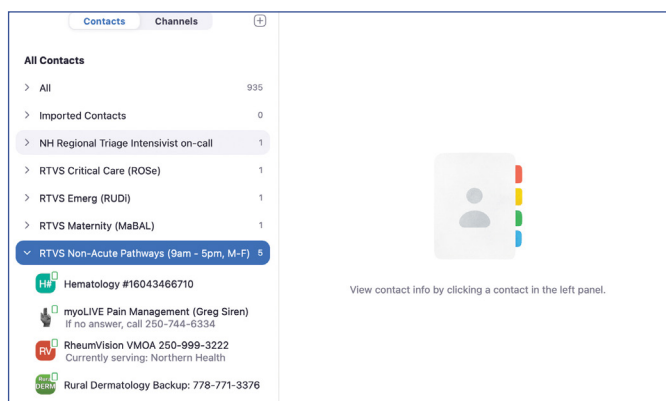 Contacts Channels
All Contacts
All 935
Imported Contacts 0
NH Regional Triage Intensivist on-call 1
RTVS Critical Care (ROSe) 1
RTVS Emerg (RUDi) 1
RTVS Maternity (MaBAL) 1
RTVS Non-Acute Pathways (9am - 5pm, M-F) 5
H# Hematology #16043466710
myoLIVE Pain Management (Greg Siren)
If no answer, call 250-744-6334
RV RheumVision VMOA 250-999-3222
Currently serving: Northern Health
Rural
DERM Rural Dermatology Backup: 778-771-3376
View contact info by clicking a contact in the left panel.